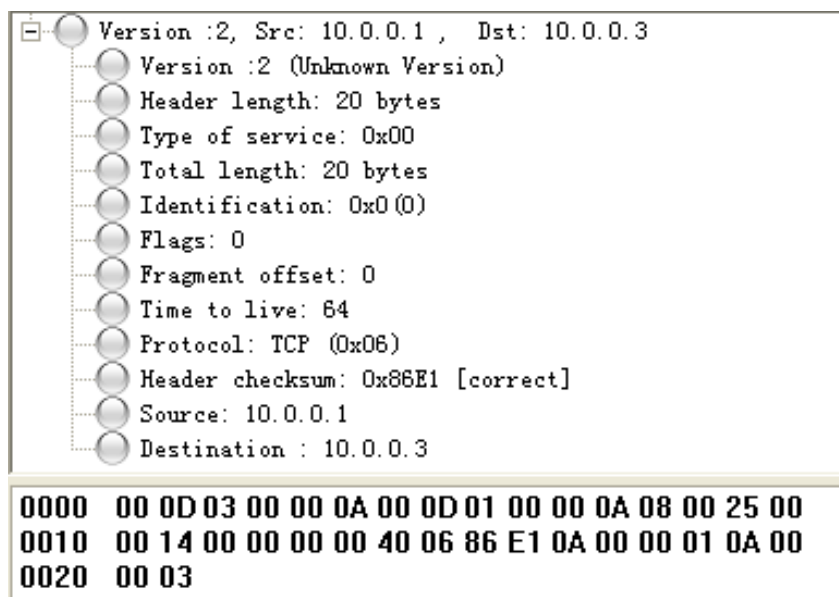 Version :2, Src: 10.0.0.1 , Dst: 10.0.0.3
Version :2 (Unknown Version)
Header length: 20 bytes
Type of service: 0x00
Total length: 20 bytes
Identification: 0x0(0)
Flags: 0
Fragment offset: 0
Time to live: 64
Protocol: TCP (0x06)
Header checksum: 0x86E1 [correct]
Source: 10.0.0.1
Destination : 10.0.0.3
0000 00 0D 03 00 00 0A 00 0D 01 00 00 0A 08 00 25 00
0010 00 14 00 00 00 00 40 06 86 E1 0A 00 00 01 0A 00
0020 00 03